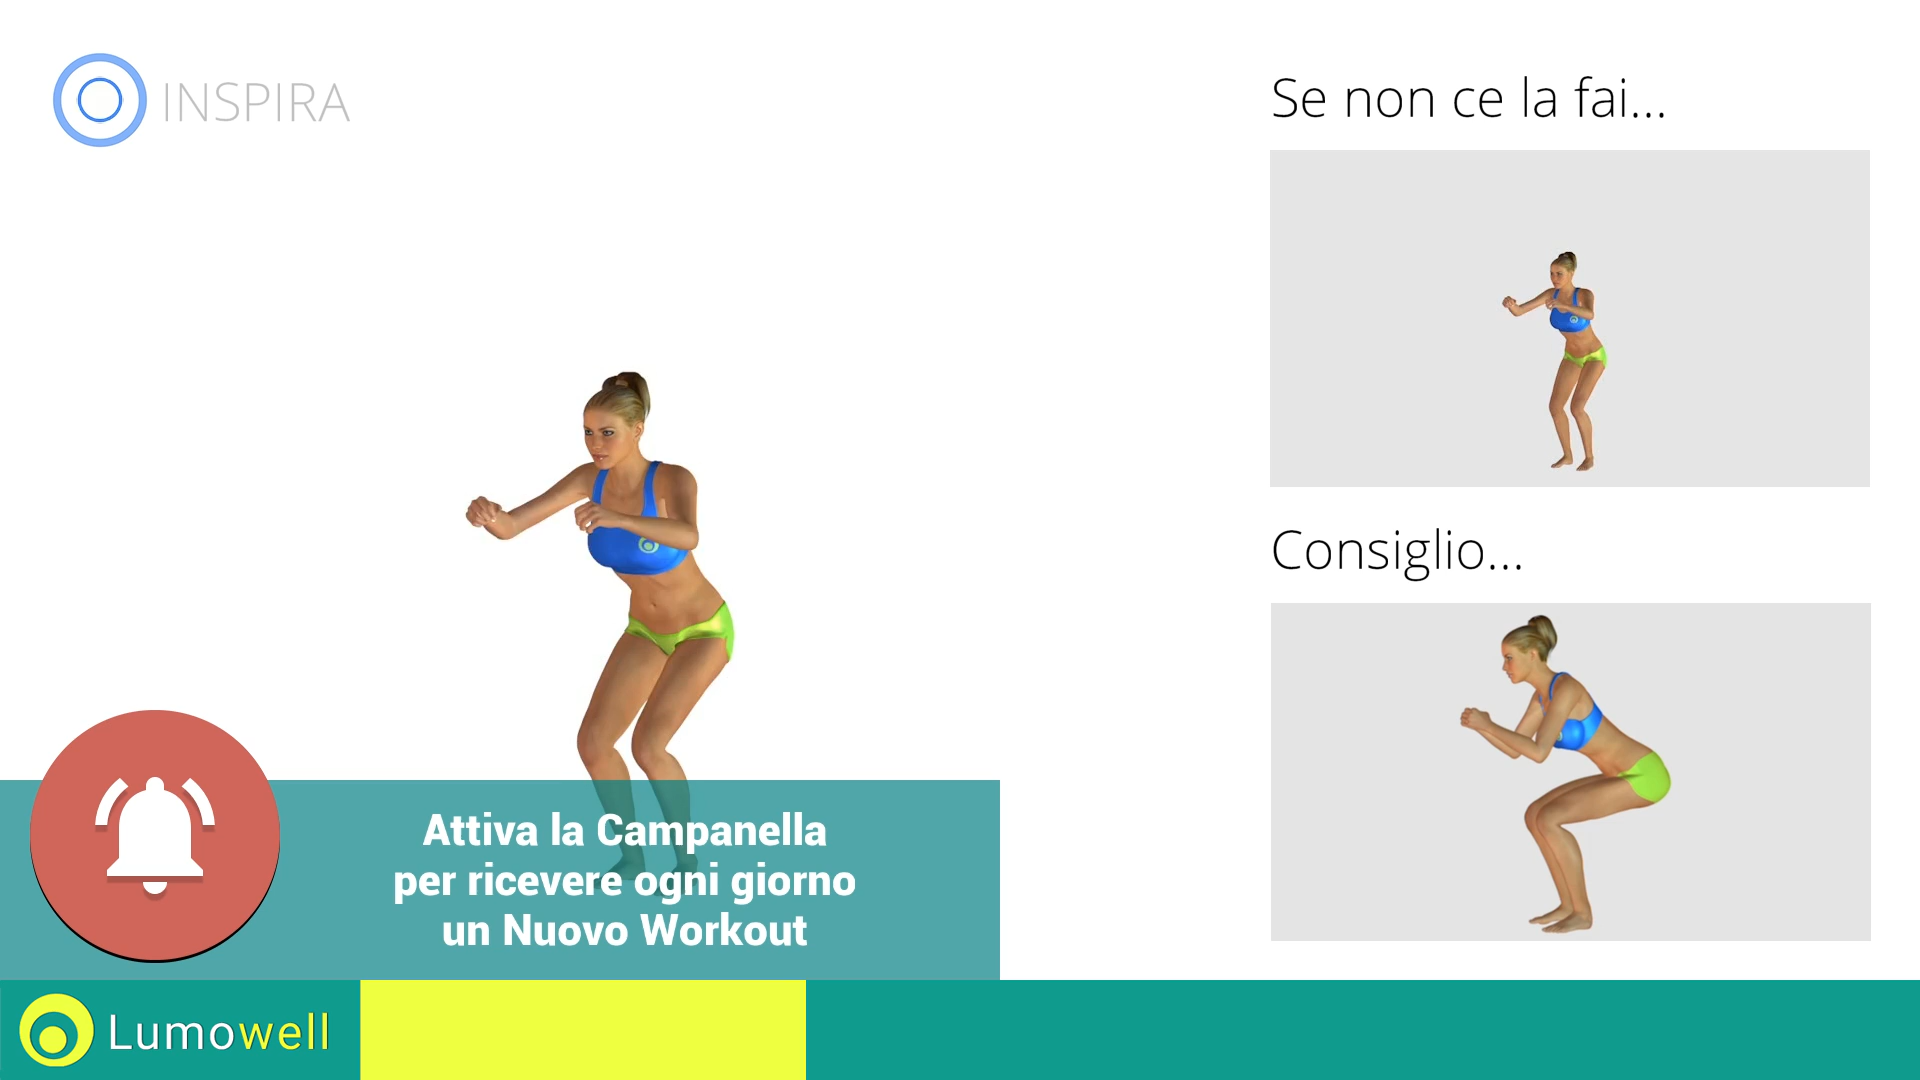 INSPIRA
Se non ce la fai...
Consiglio...
Attiva la Campanella
per ricevere ogni giorno
un Nuovo Workout
Lumowell